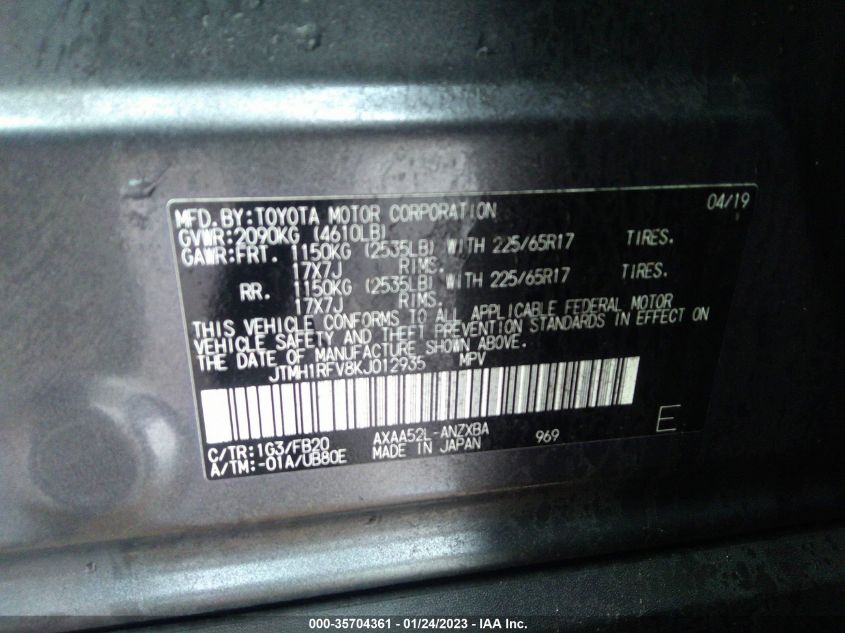 MFD.BY:TOYOTA MOTOR CORPORATION 04/19
GVWR:2090KG (4610LB)
GAWR:FRT. 1150KG (2535LB) WITH 225/65R17 TIRES.
17X7J RIMS.
RR. 1150KG (2535LB) WITH 225/65R17 TIRES.
17X7J RIMS.
THIS VEHICLE CONFORMS TO ALL APPLICABLE FEDERAL MOTOR
VEHICLE SAFETY AND THEFT PREVENTION STANDARDS IN EFFECT ON
THE DATE OF MANUFACTURE SHOWN ABOVE.
JTMH1RFV8KJ012935 MPV
C/TR:1G3/FB20 AXAA52L-ANZXBA 969 E
A/TM:-01A/UB80E MADE IN JAPAN
000-35704361 - 01/24/2023 - © IAA Inc.